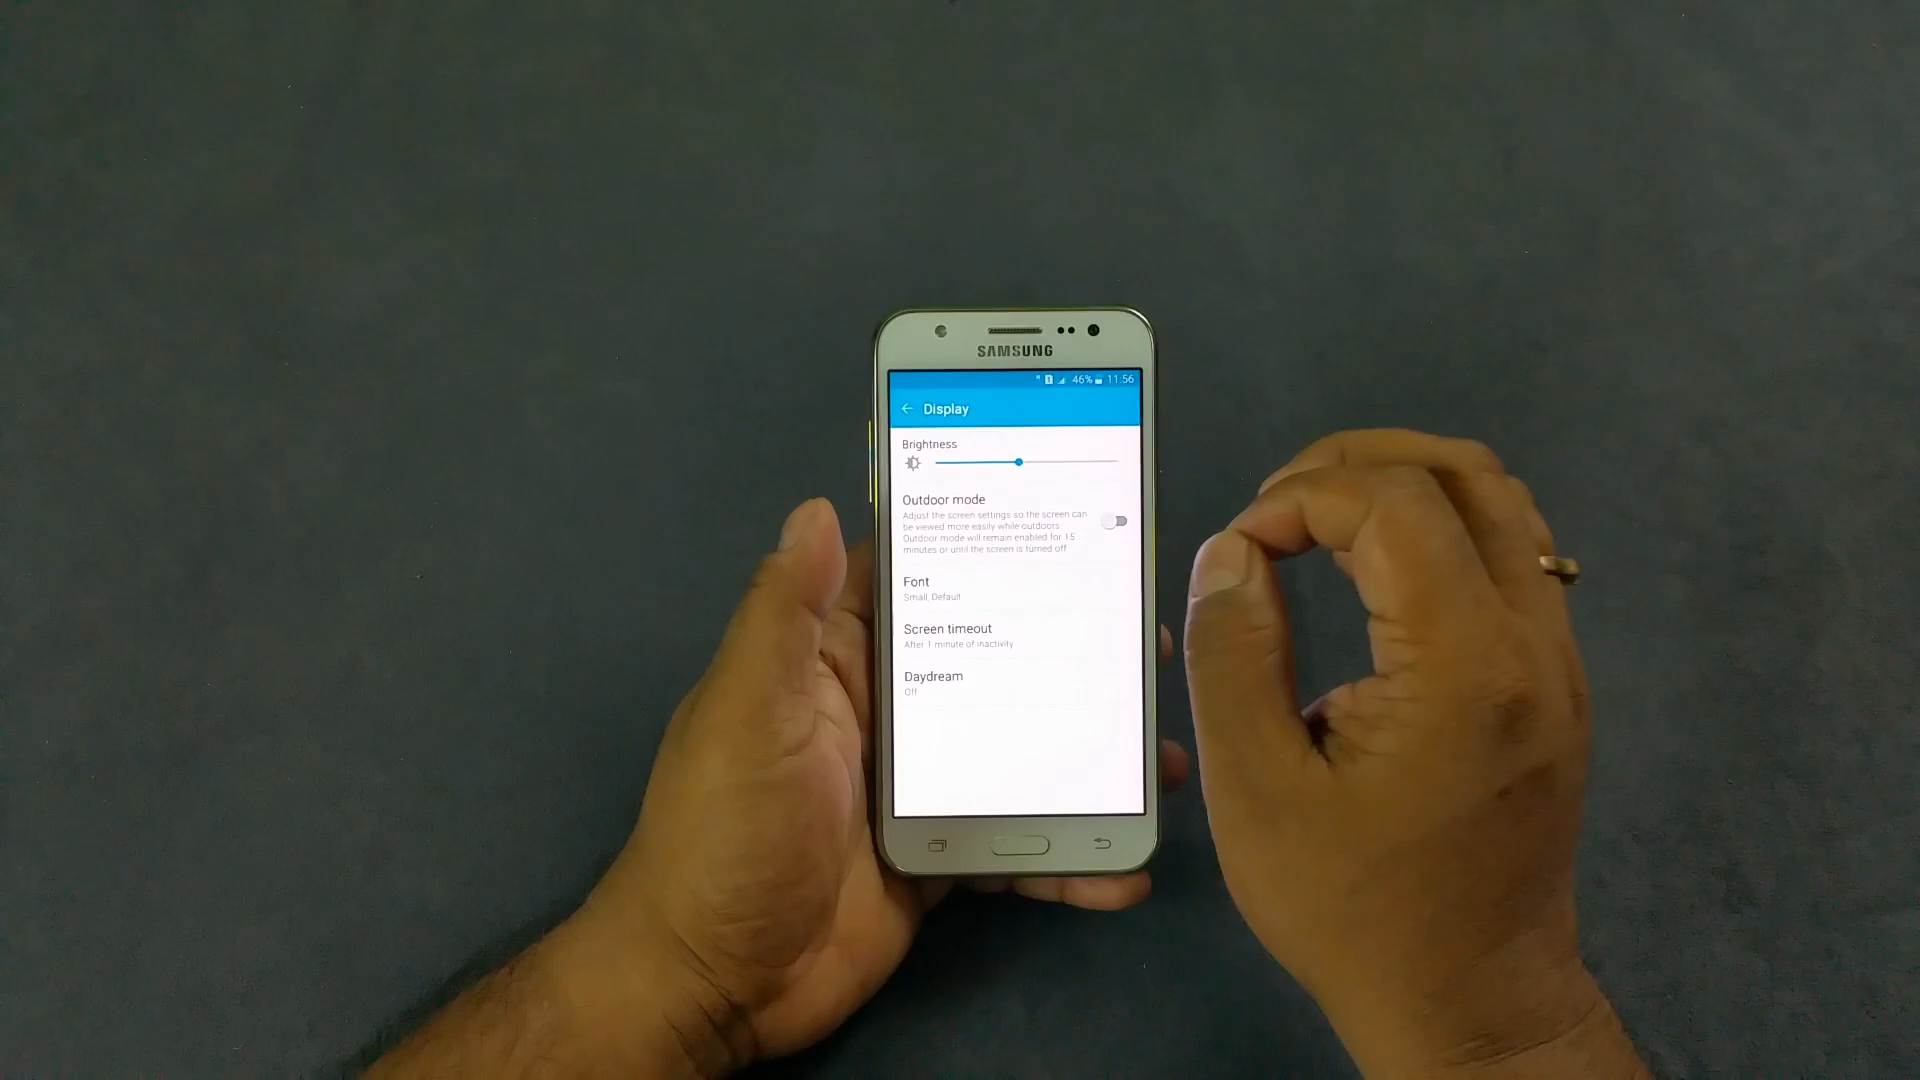 SAMSUNG
46% 11:56
Display
Brightness
Outdoor mode
Adjust the screen settings so the screen can
be viewed more easily while outdoors
Outdoor mode will remain enabled for 15
minutes or until the screen is turned off
Font
Small, Default
Screen timeout
After 1 minute of inactivity
Daydream
Off